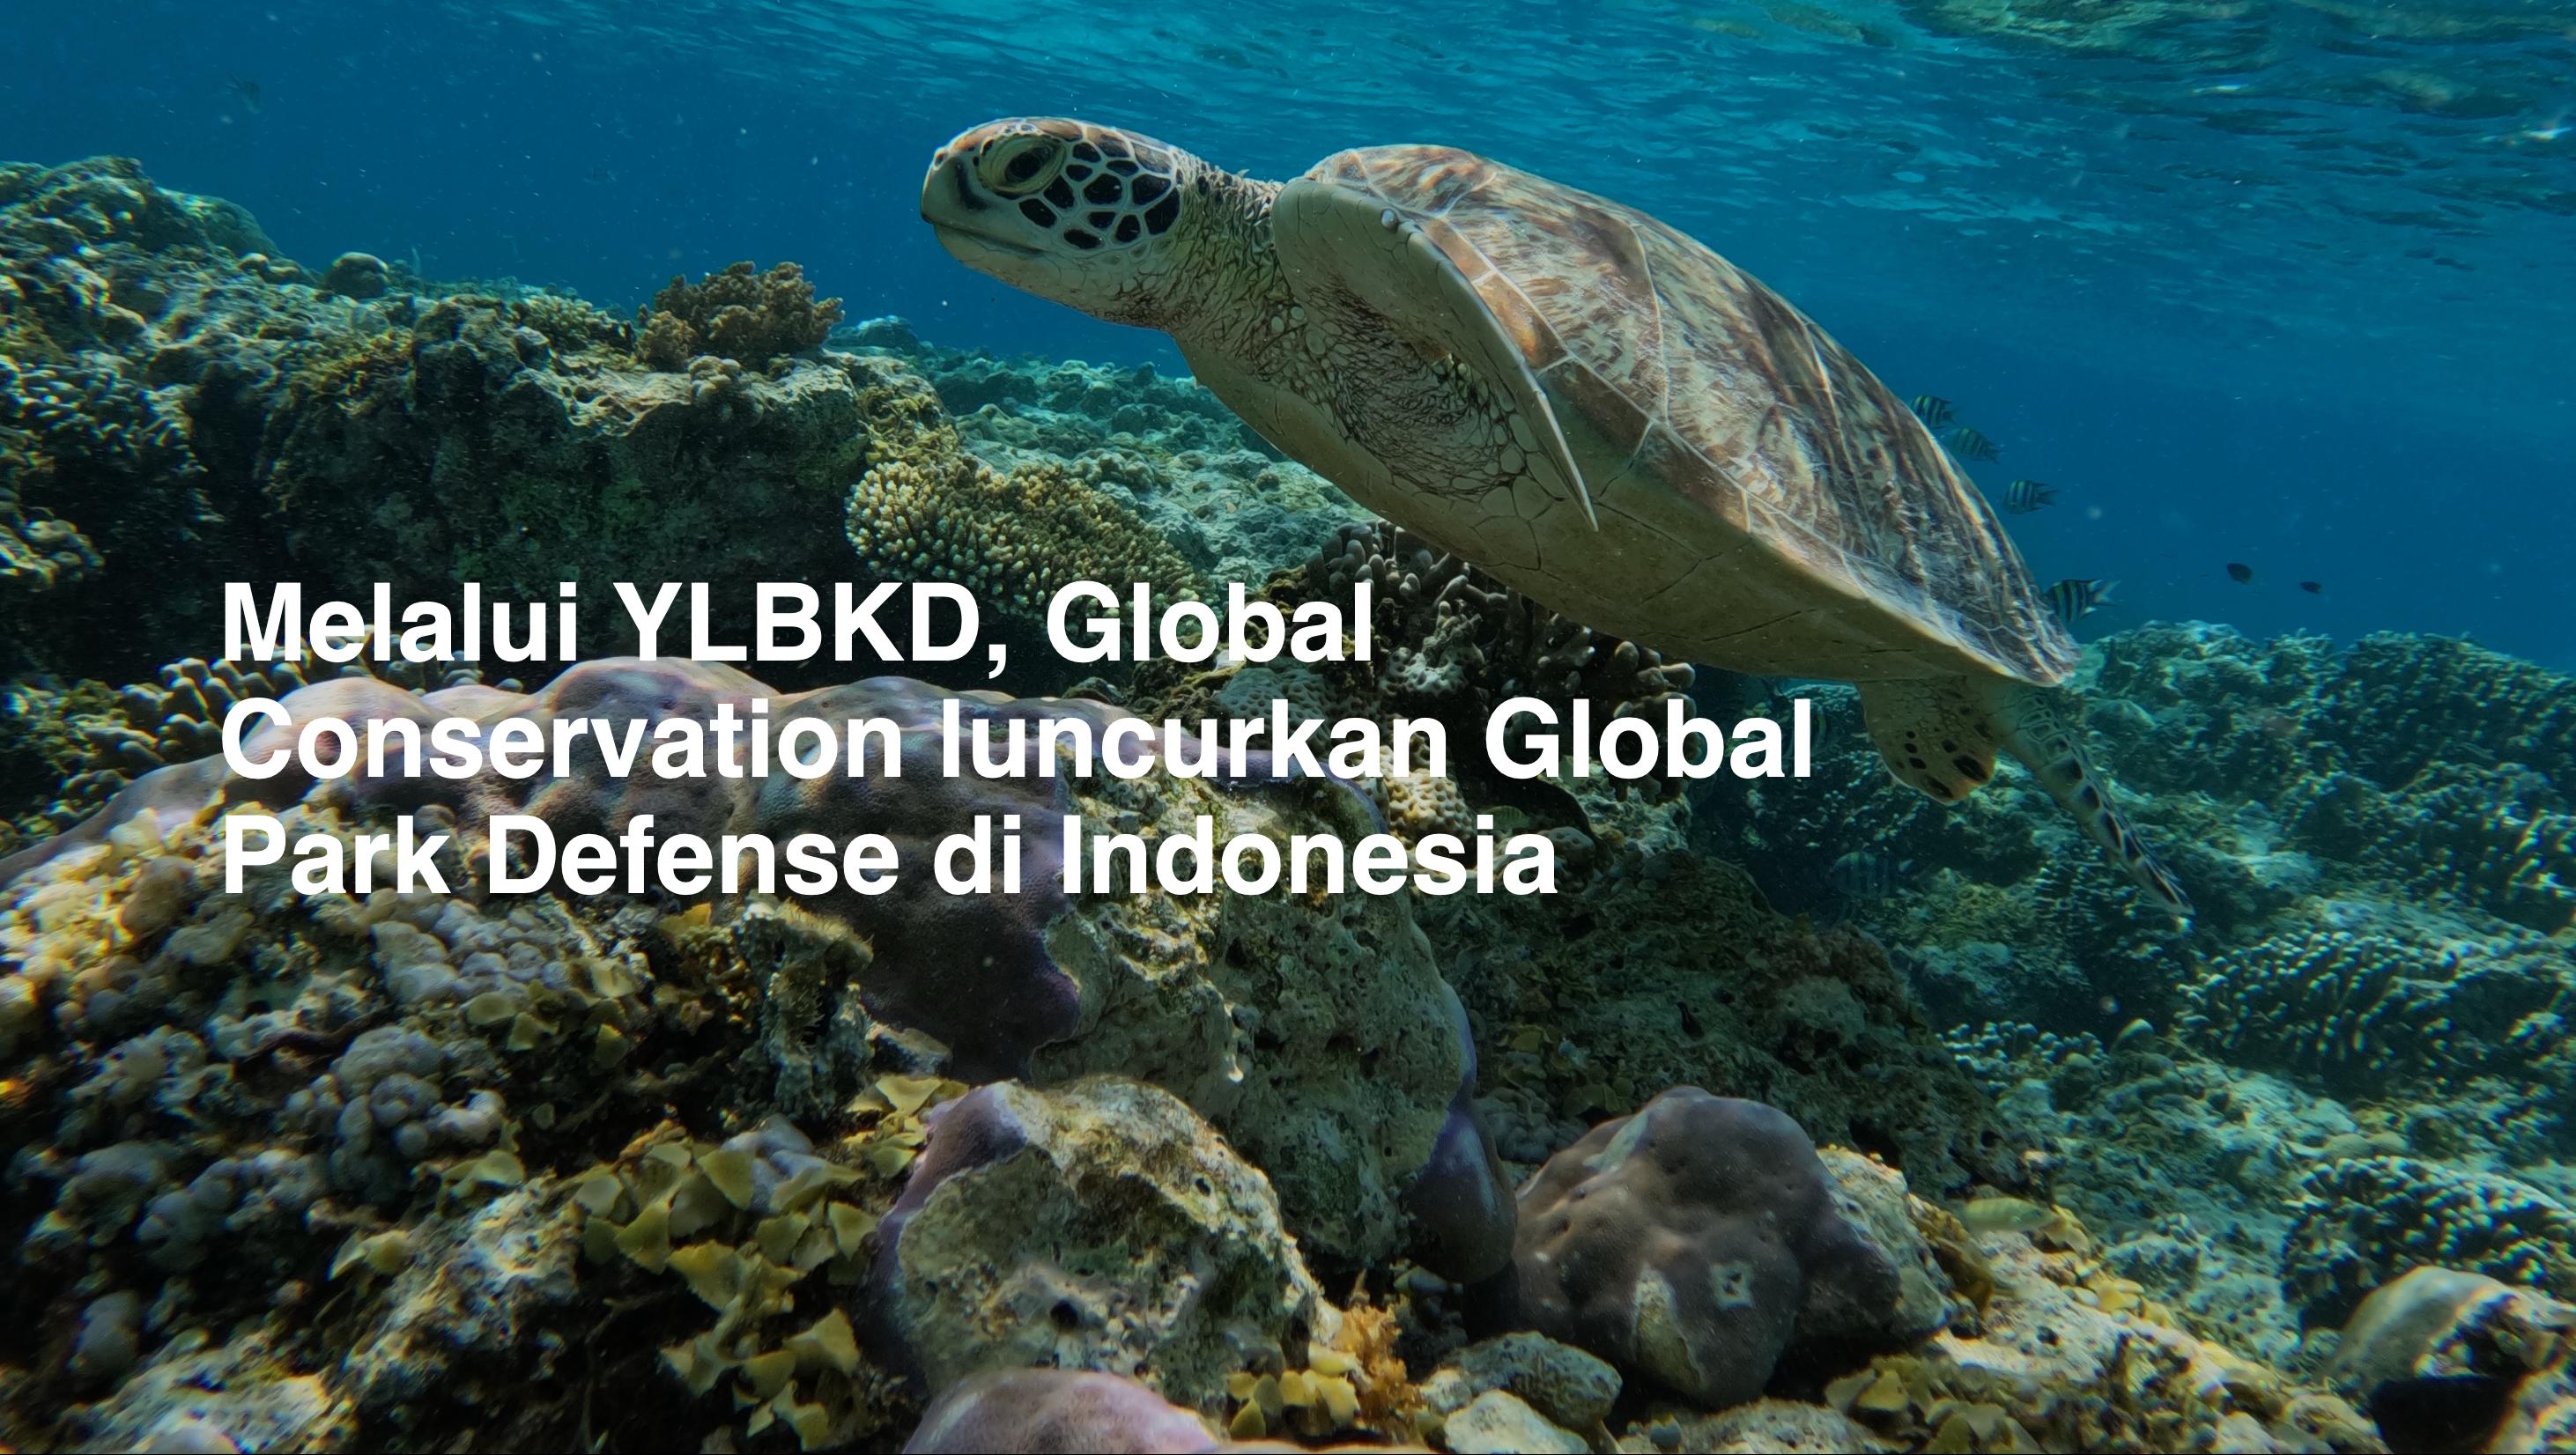 Melalui YLBKD, Global
Conservation luncurkan Global
Park Defense di Indonesia